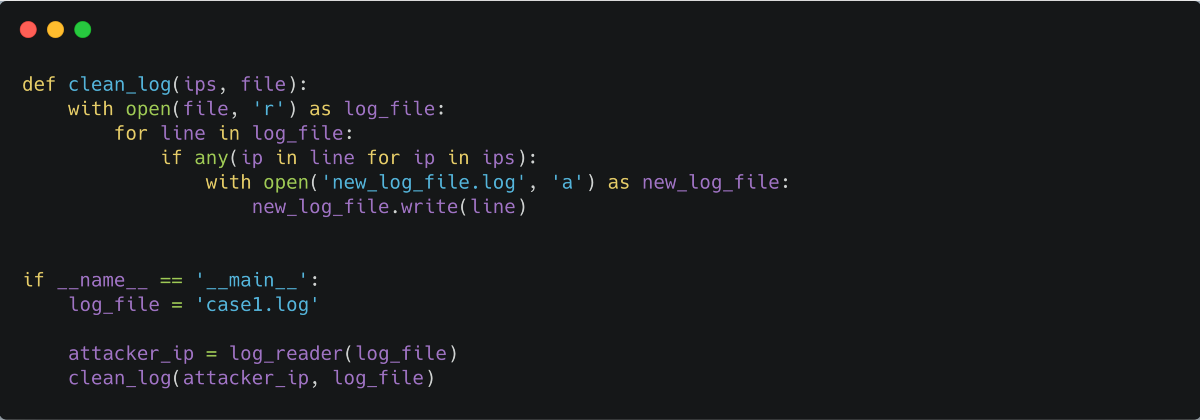 def clean_log(ips, file):
    with open(file, 'r') as log_file:
        for line in log_file:
            if any(ip in line for ip in ips):
                with open('new_log_file.log', 'a') as new_log_file:
                    new_log_file.write(line)
if __name__ == '__main__':
    log_file = 'case1.log'
    attacker_ip = log_reader(log_file)
    clean_log(attacker_ip, log_file)